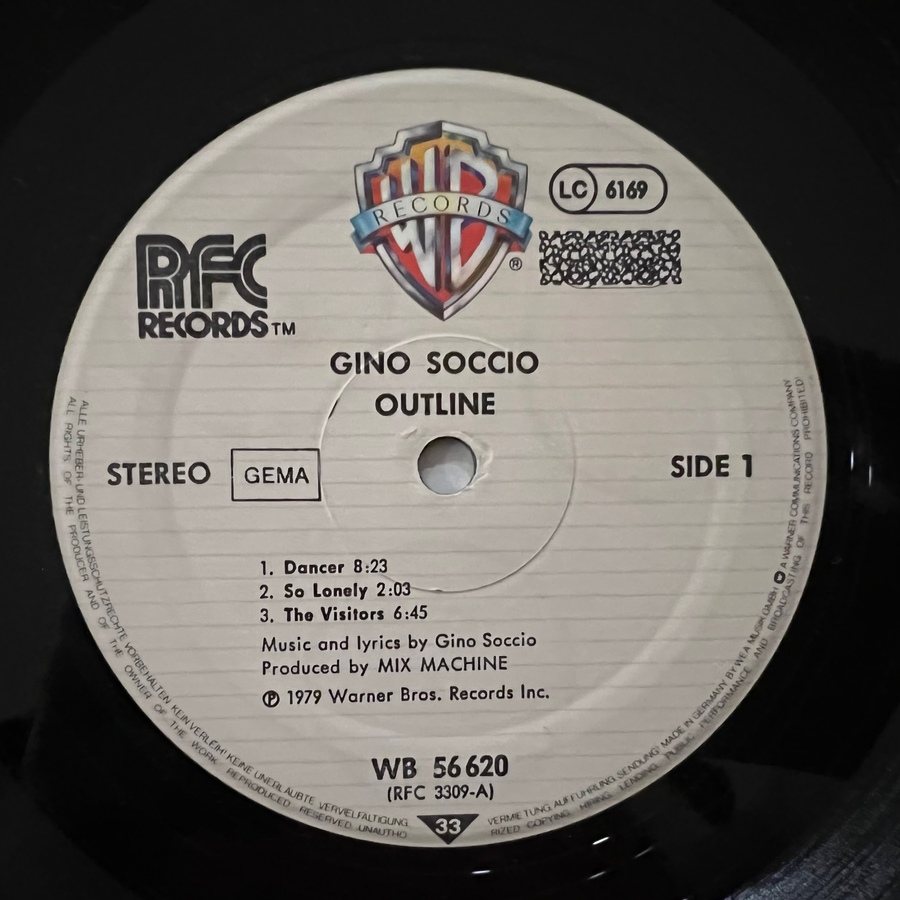 WB
RECORDS
®
LC 6169
RFC
RECORDS TM
GINO SOCCIO
OUTLINE
STEREO
GEMA
SIDE 1
1. Dancer 8:23
2. So Lonely 2:03
3. The Visitors 6:45
Music and lyrics by Gino Soccio
Produced by MIX MACHINE
℗ 1979 Warner Bros. Records Inc.
WB 56 620
(RFC 3309-A)
33
ALLE URHEBER- UND LEISTUNGSSCHUTZRECHTE VORBEHALTEN KEIN VERLEIH! KEINE UNERLAUBTE VERVIELFÄLTIGUNG, VERMIETUNG, AUFFÜHRUNG, SENDUNG! MADE IN GERMANY BY WEA MUSIK GMBH A WARNER COMMUNICATIONS COMPANY
ALL RIGHTS OF THE PRODUCER AND OF THE OWNER OF THE WORK REPRODUCED RESERVED. UNAUTHORIZED COPYING, HIRING, LENDING, PUBLIC PERFORMANCE AND BROADCASTING OF THIS RECORD PROHIBITED!